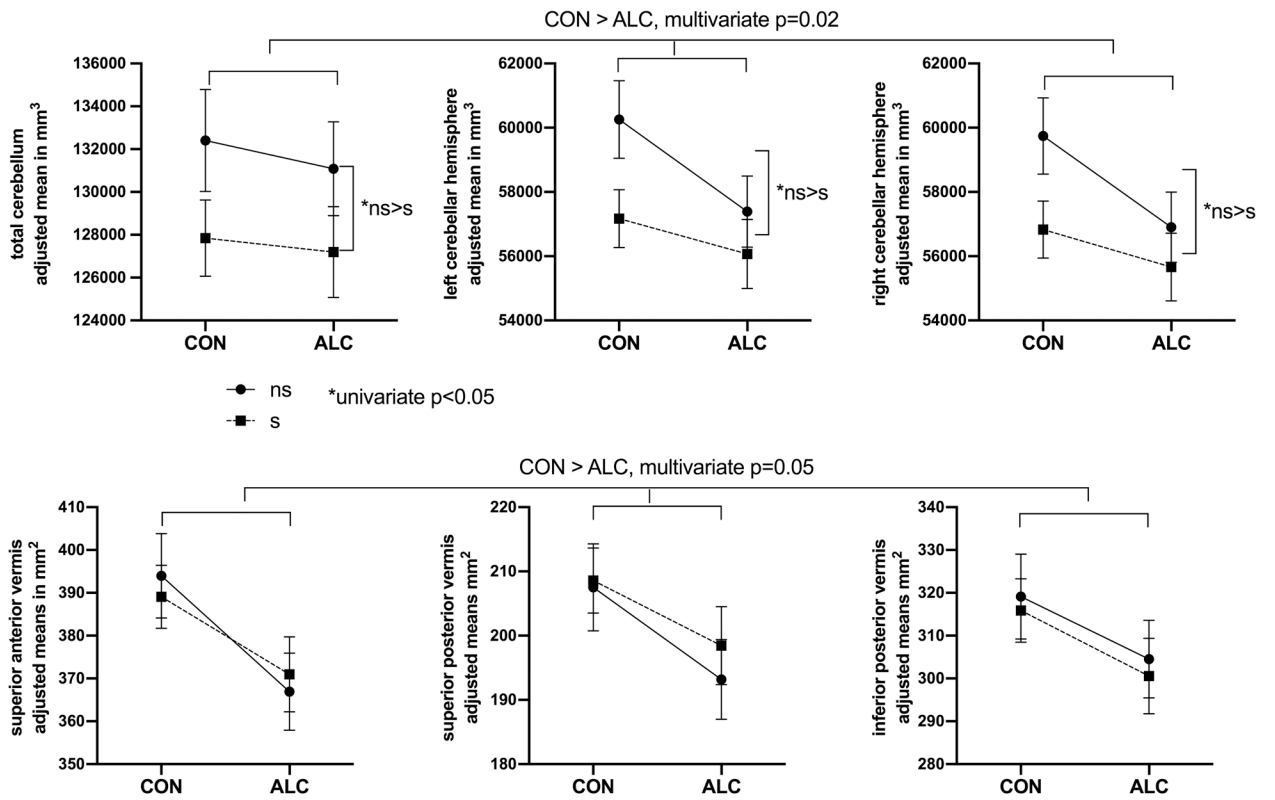 CON > ALC, multivariate p=0.02
total cerebellum
adjusted mean in mm³
136000
134000
132000
130000
128000
126000
124000
CON
ALC
*ns>s
left cerebellar hemisphere
adjusted mean in mm³
62000
60000
58000
56000
54000
CON
ALC
*ns>s
right cerebellar hemisphere
adjusted mean in mm³
62000
60000
58000
56000
54000
CON
ALC
*ns>s
ns
s
*univariate p<0.05
CON > ALC, multivariate p=0.05
superior anterior vermis
adjusted means in mm²
410
400
390
380
370
360
350
CON
ALC
superior posterior vermis
adjusted means mm²
220
210
200
190
180
CON
ALC
inferior posterior vermis
adjusted means mm²
340
330
320
310
300
290
280
CON
ALC